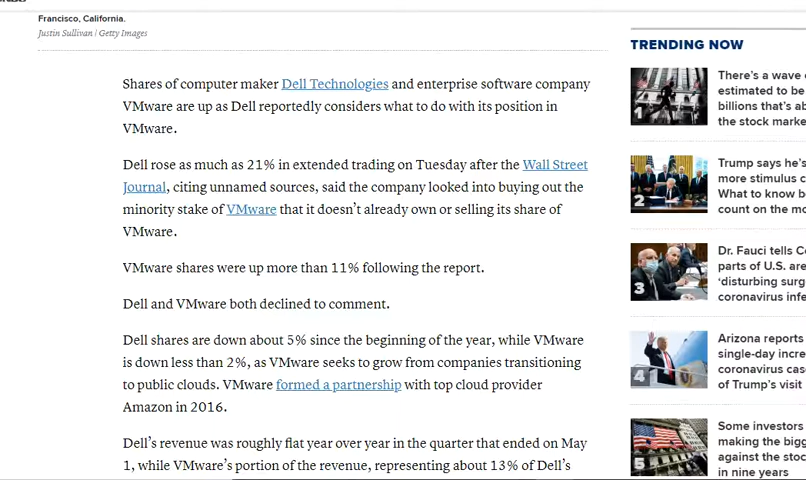 Francisco, California.
Justin Sullivan | Getty Images
Shares of computer maker Dell Technologies and enterprise software company
VMware are up as Dell reportedly considers what to do with its position in
VMware.
Dell rose as much as 21% in extended trading on Tuesday after the Wall Street
Journal, citing unnamed sources, said the company looked into buying out the
minority stake of VMware that it doesn't already own or selling its share of
VMware.
VMware shares were up more than 11% following the report.
Dell and VMware both declined to comment.
Dell shares are down about 5% since the beginning of the year, while VMware
is down less than 2%, as VMware seeks to grow from companies transitioning
to public clouds. VMware formed a partnership with top cloud provider
Amazon in 2016.
Dell's revenue was roughly flat year over year in the quarter that ended on May
1, while VMware's portion of the revenue, representing about 13% of Dell's
TRENDING NOW
1
There's a wave
estimated to be
billions that's
the stock
2
Trump says he's
more stimulus
What to know
count on the
3
Dr. Fauci tells
parts of U.S. are
'disturbing
coronavirus
4
Arizona reports
single-day
coronavirus
of Trump's visit
5
Some investors
making the
against the
in nine years